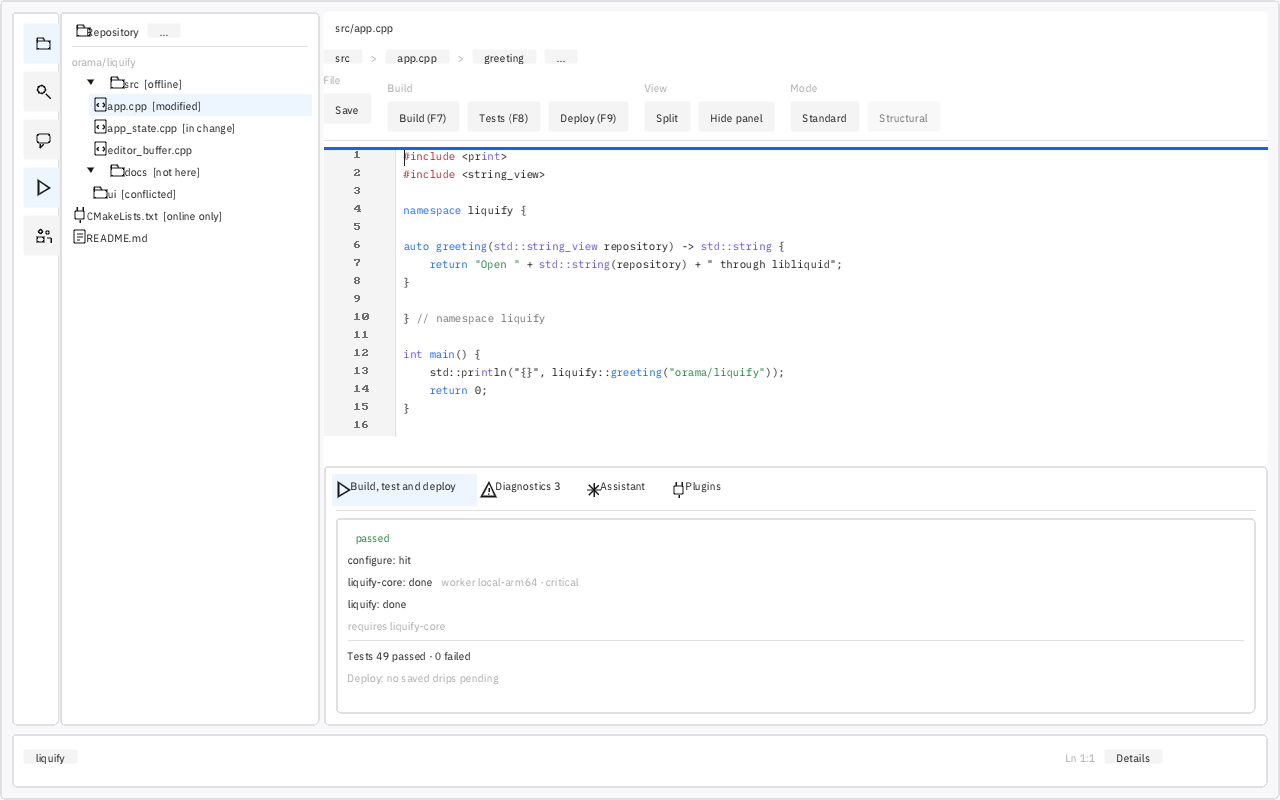 Repository ...
orama/liquify
src [offline]
app.cpp [modified]
app_state.cpp [in change]
editor_buffer.cpp
docs [not here]
ui [conflicted]
CMakeLists.txt [online only]
README.md
src/app.cpp
src > app.cpp > greeting ...
File Build View Mode
Save Build (F7) Tests (F8) Deploy (F9) Split Hide panel Standard Structural
1 #include <print>
2 #include <string_view>
3
4 namespace liquify {
5
6 auto greeting(std::string_view repository) -> std::string {
7 return "Open " + std::string(repository) + " through libliquid";
8 }
9
10 } // namespace liquify
11
12 int main() {
13 std::println("{}", liquify::greeting("orama/liquify"));
14 return 0;
15 }
16
Build, test and deploy Diagnostics 3 Assistant Plugins
passed
configure: hit
liquify-core: done worker local-arm64 · critical
liquify: done
requires liquify-core
Tests 49 passed · 0 failed
Deploy: no saved drips pending
liquify Ln 1:1 Details